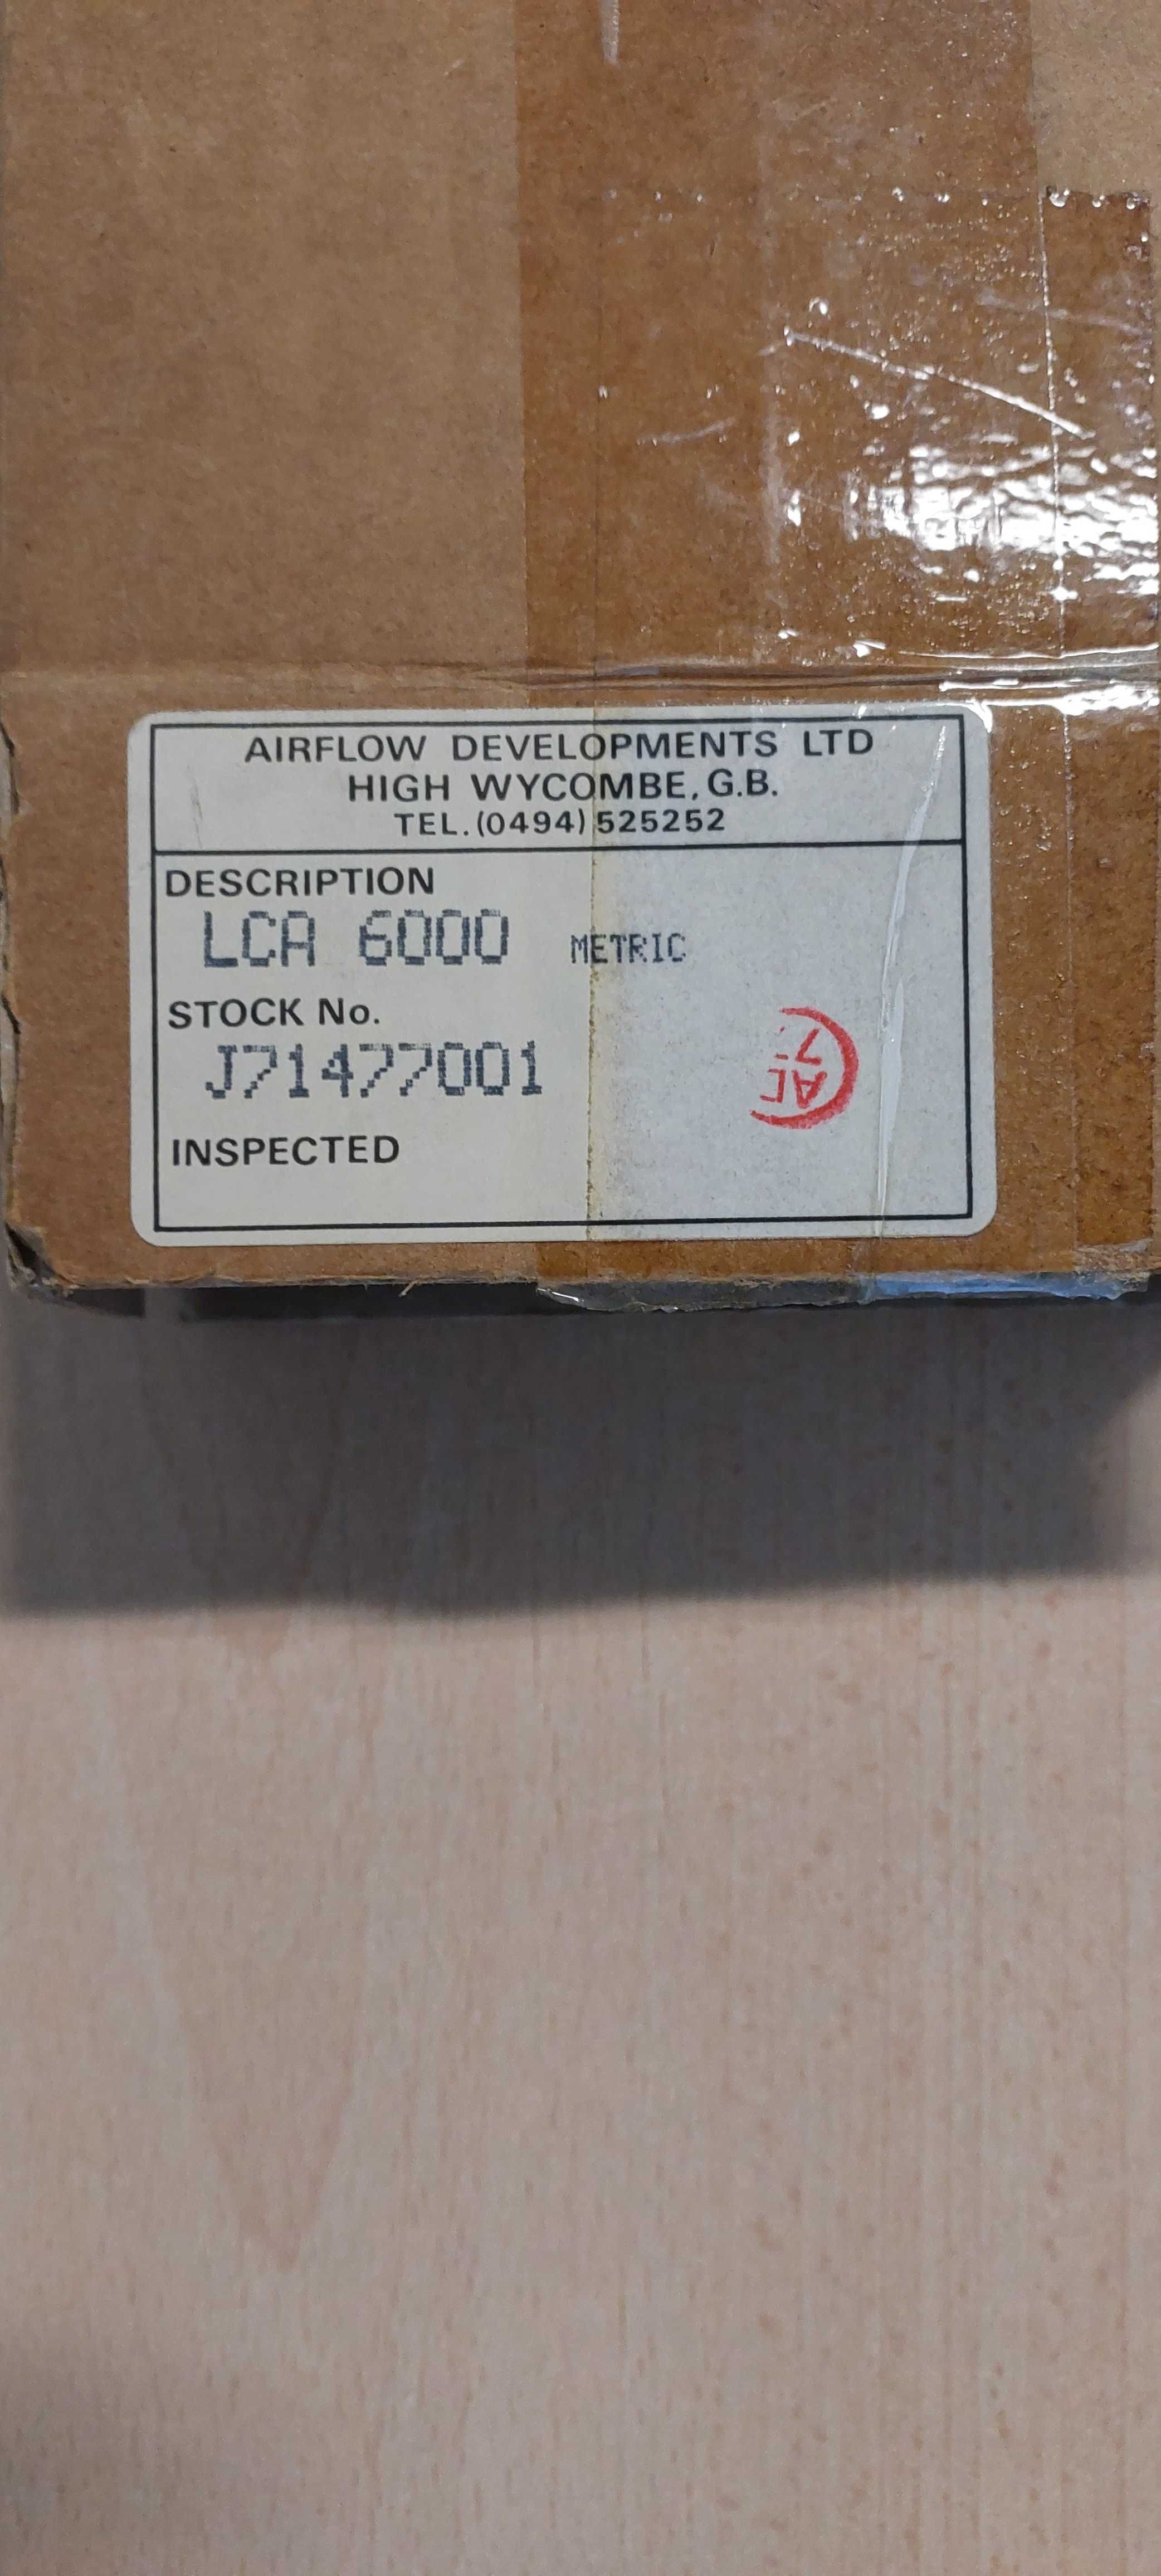 AIRFLOW DEVELOPMENTS LTD
HIGH WYCOMBE, G.B.
TEL. (0494) 525252
DESCRIPTION
LCA 6000 METRIC
STOCK No.
J71477001
INSPECTED